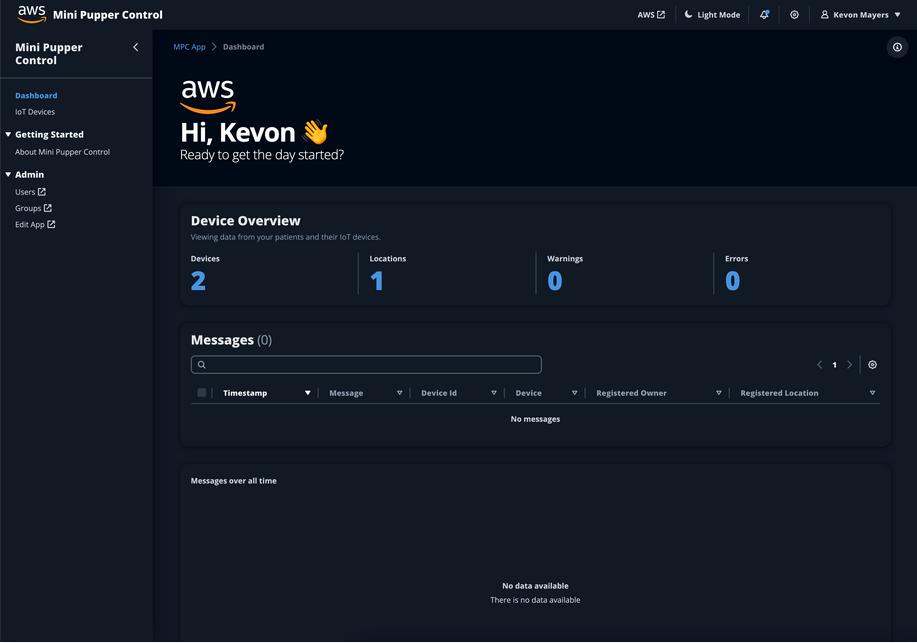 aws Mini Pupper Control
AWS
Light Mode
Kevon Mayers
Mini Pupper
Control
Dashboard
IoT Devices
Getting Started
About Mini Pupper Control
Admin
Users
Groups
Edit App
MPC App > Dashboard
aws
Hi, Kevon 👋
Ready to get the day started?
Device Overview
Viewing data from your patients and their IoT devices.
Devices
2
Locations
1
Warnings
0
Errors
0
Messages (0)
1
Timestamp Message Device Id Device Registered Owner Registered Location
No messages
Messages over all time
No data available
There is no data available